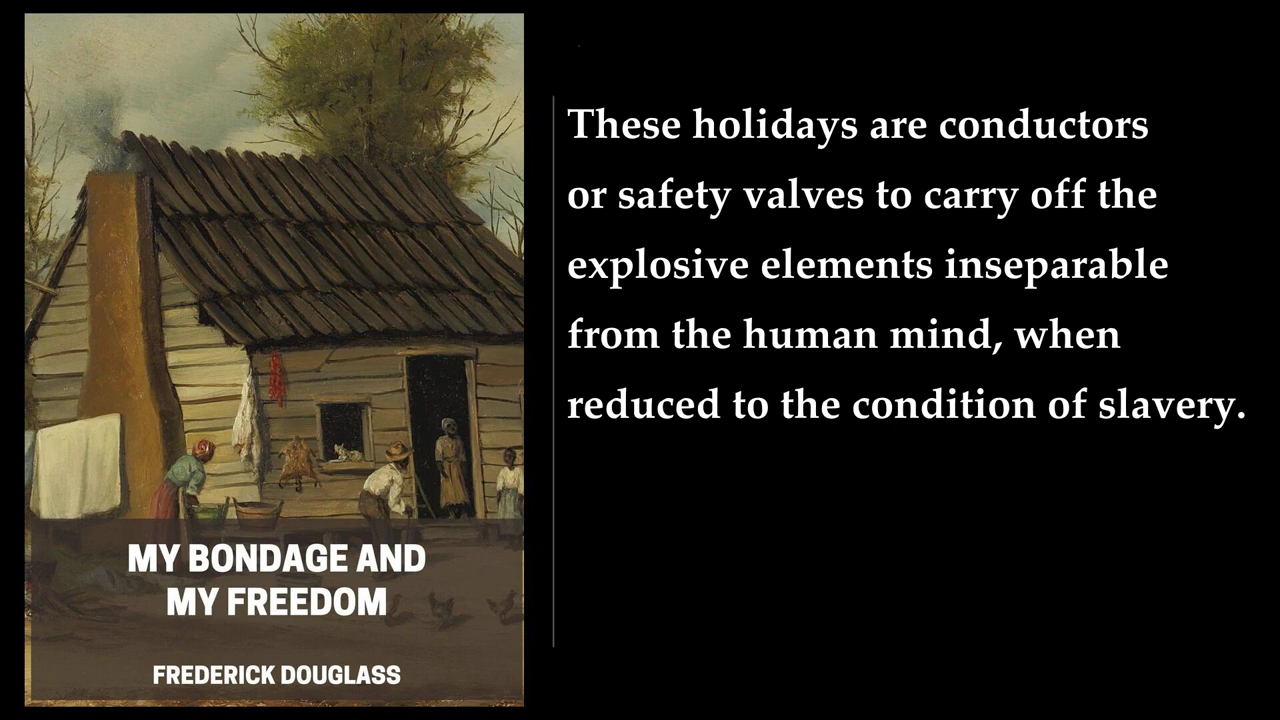 MY BONDAGE AND
MY FREEDOM
FREDERICK DOUGLASS
These holidays are conductors
or safety valves to carry off the
explosive elements inseparable
from the human mind, when
reduced to the condition of slavery.